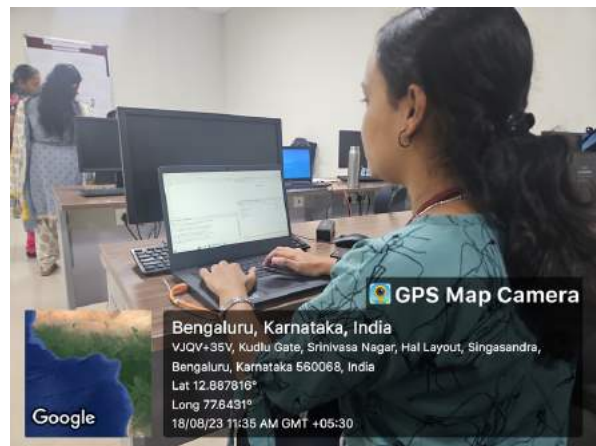 GPS Map Camera
Bengaluru, Karnataka, India
VJQV+35V, Kudlu Gate, Srinivasa Nagar, Hal Layout, Singasandra,
Bengaluru, Karnataka 560068, India
Lat 12.887816°
Long 77.6431°
18/08/23 11:35 AM GMT +05:30
Google